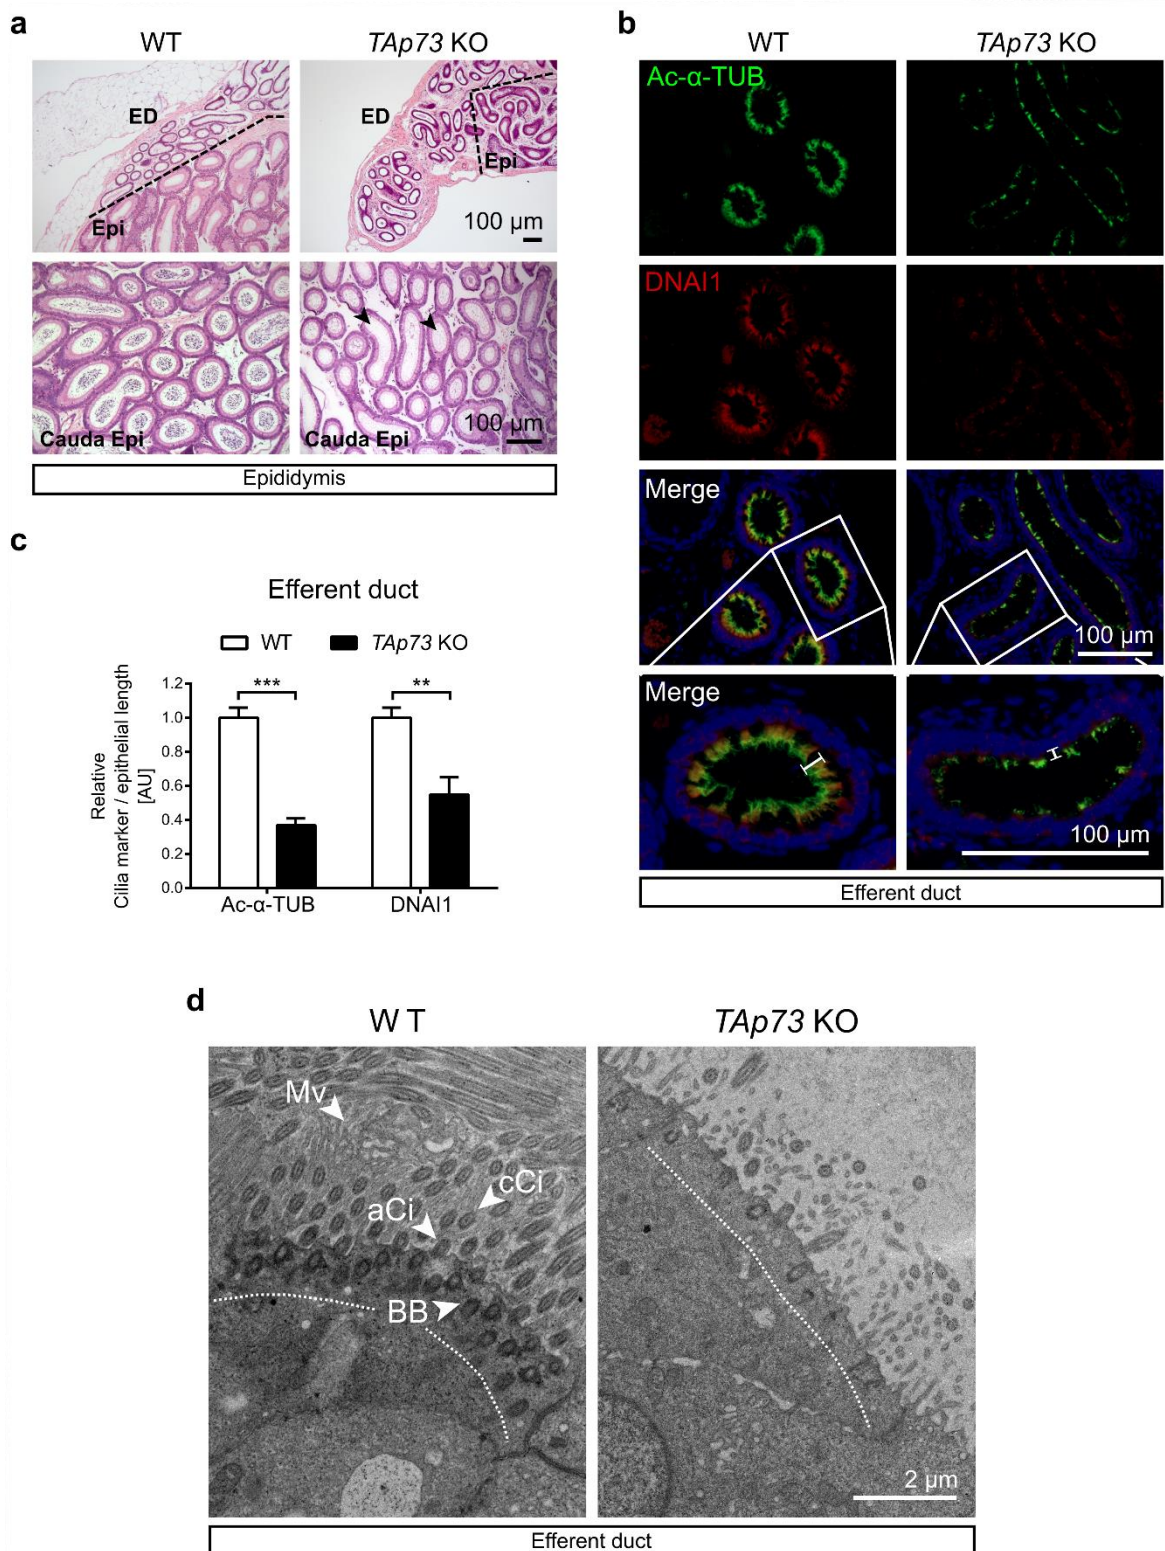 a
WT
TAp73 KO
ED
Epi
ED
Epi
100 µm
Cauda Epi
Cauda Epi
100 µm
Epididymis
b
WT
TAp73 KO
Ac-α-TUB
DNAI1
Merge
100 µm
Merge
100 µm
Efferent duct
c
Efferent duct
WT
TAp73 KO
Relative
Cilia marker / epithelial length
[AU]
1.2
1.0
0.8
0.6
0.4
0.2
0.0
***
**
Ac-α-TUB
DNAI1
d
W T
TAp73 KO
Mv
cCi
aCi
BB
2 µm
Efferent duct